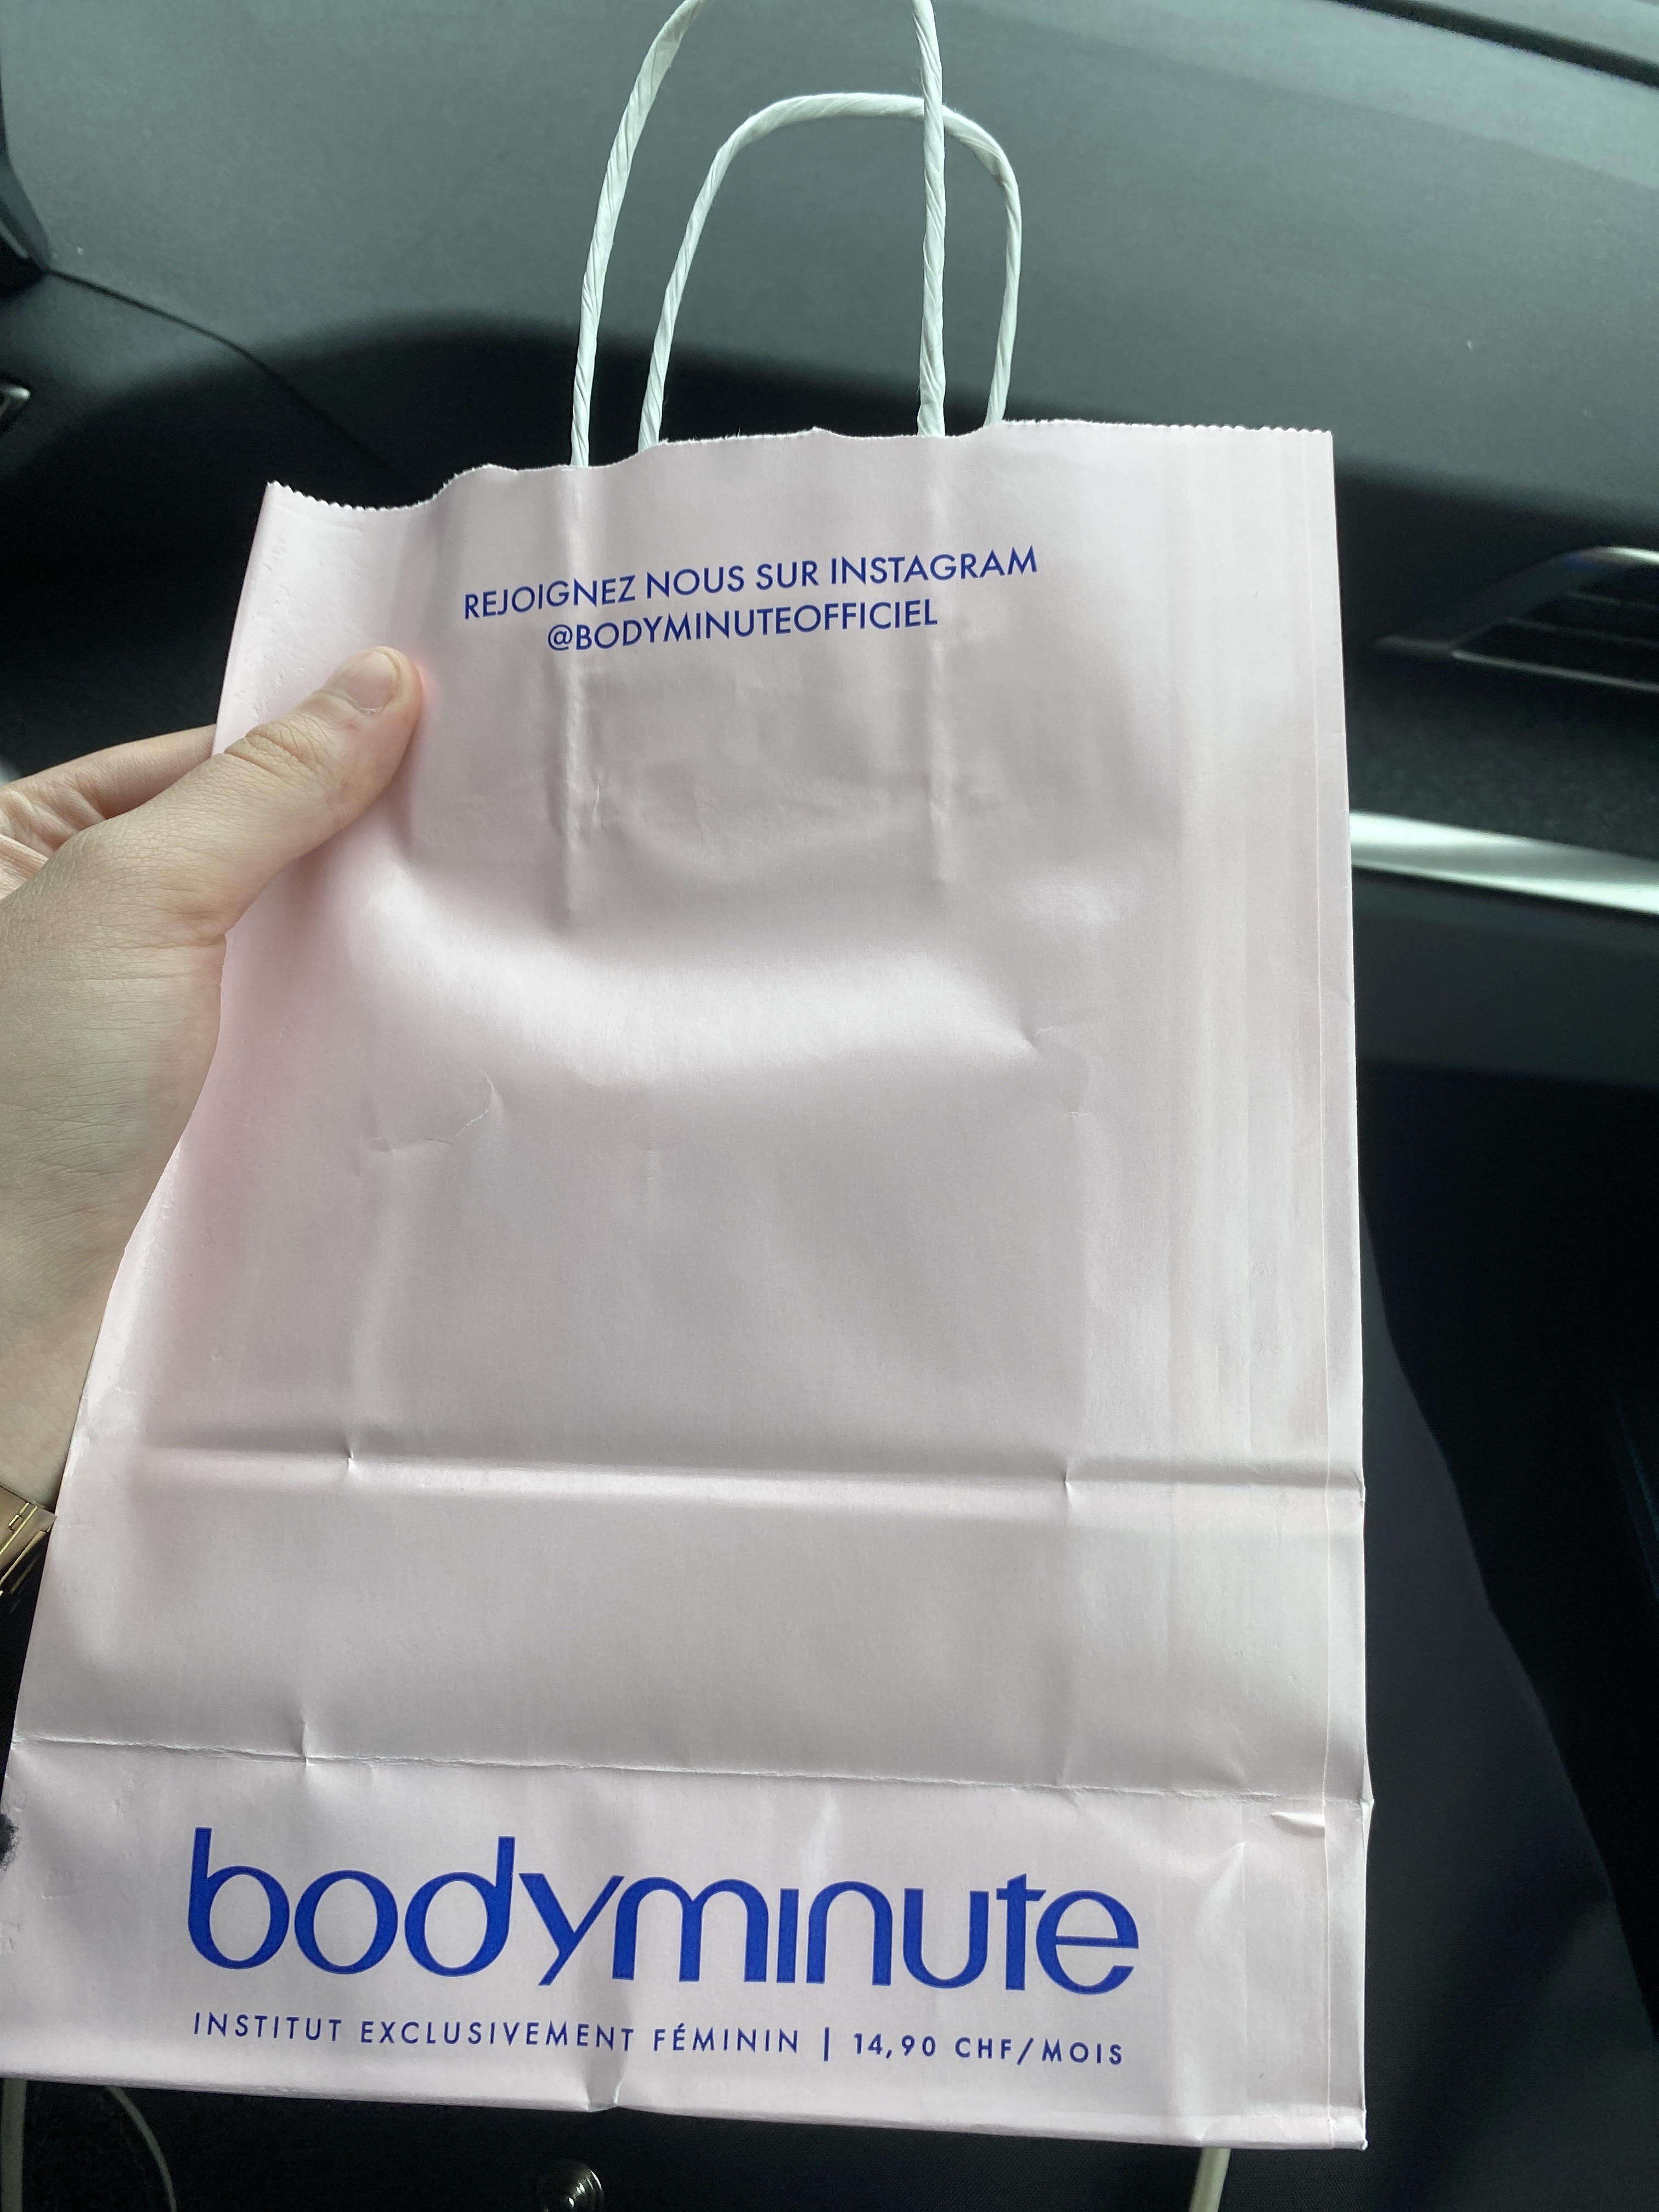 REJOIGNEZ NOUS SUR INSTAGRAM
@BODYMINUTEOFFICIEL
bodyminute
INSTITUT EXCLUSIVEMENT FÉMININ | 14,90 CHF/MOIS